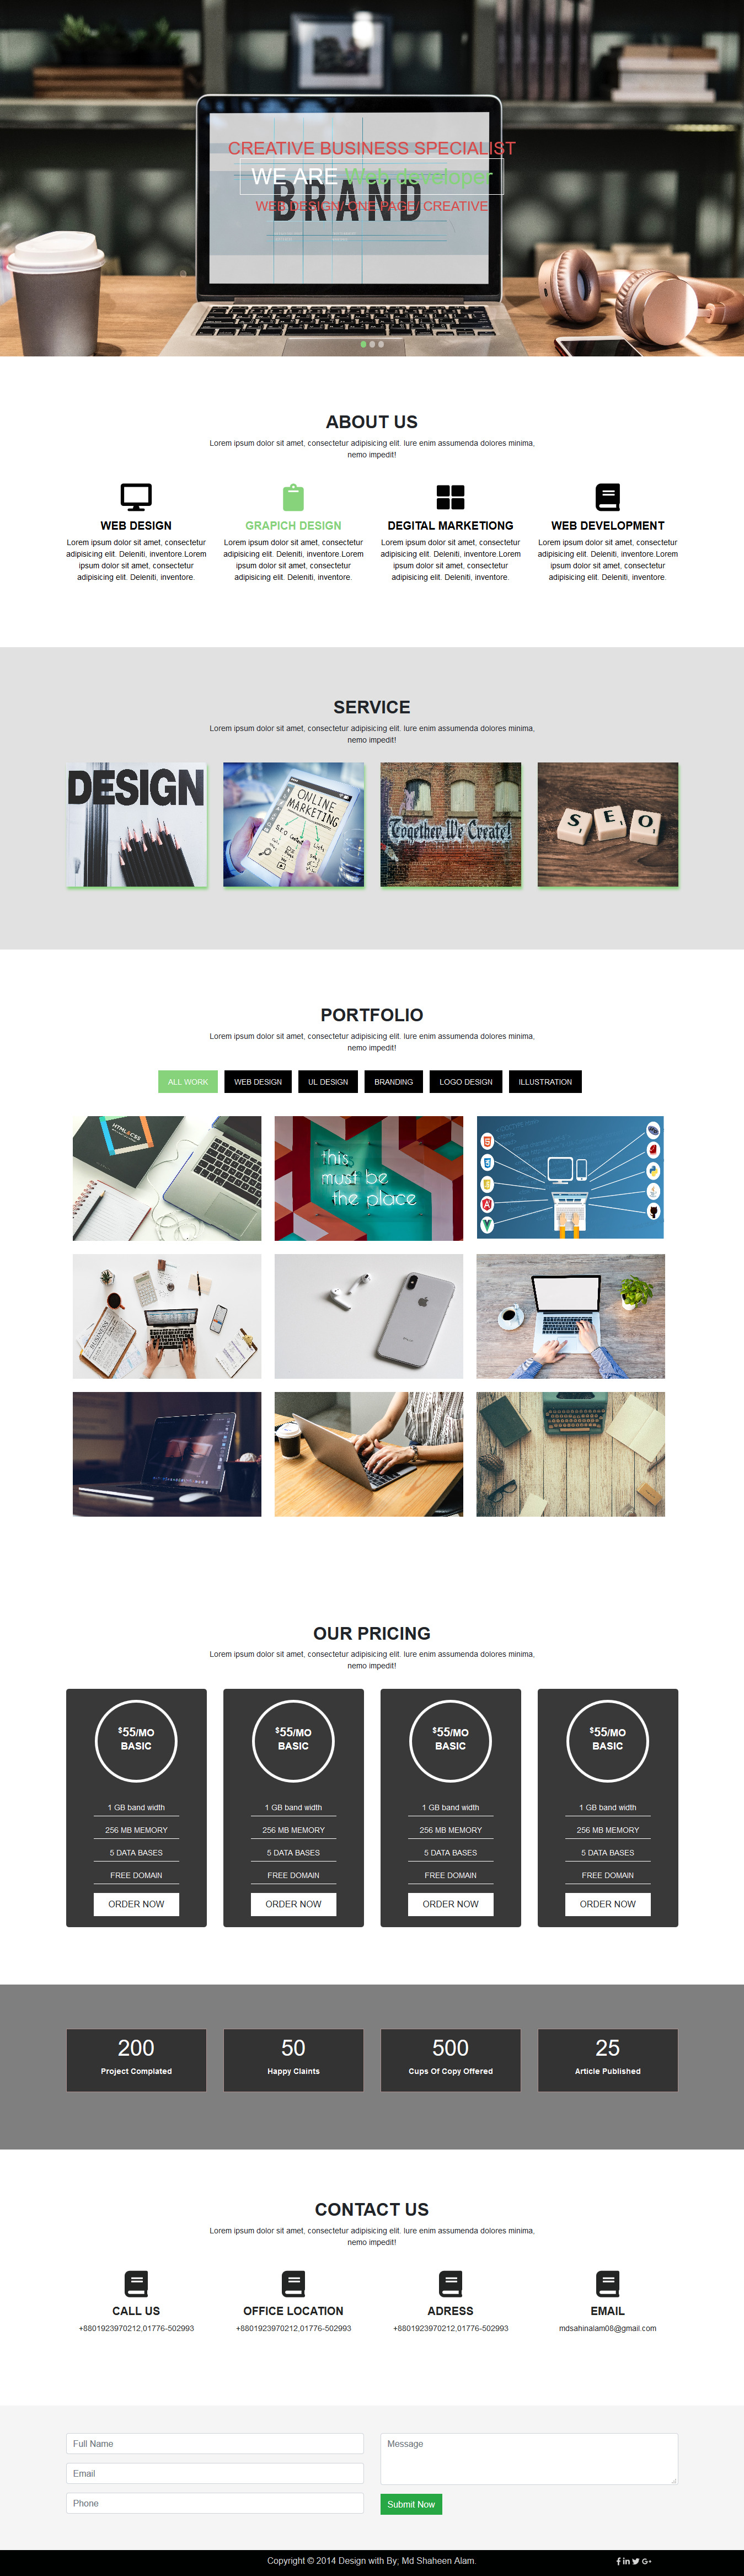 CREATIVE BUSINESS SPECIALIST
WE ARE Web developer
BRAND
WEB DESIGN/ ONE PAGE/ CREATIVE
ABOUT US
Lorem ipsum dolor sit amet, consectetur adipisicing elit. Iure enim assumenda dolores minima,
nemo impedit!
WEB DESIGN
Lorem ipsum dolor sit amet, consectetur
adipisicing elit. Deleniti, inventore.Lorem
ipsum dolor sit amet, consectetur
adipisicing elit. Deleniti, inventore.
GRAPICH DESIGN
Lorem ipsum dolor sit amet, consectetur
adipisicing elit. Deleniti, inventore.Lorem
ipsum dolor sit amet, consectetur
adipisicing elit. Deleniti, inventore.
DEGITAL MARKETIONG
Lorem ipsum dolor sit amet, consectetur
adipisicing elit. Deleniti, inventore.Lorem
ipsum dolor sit amet, consectetur
adipisicing elit. Deleniti, inventore.
WEB DEVELOPMENT
Lorem ipsum dolor sit amet, consectetur
adipisicing elit. Deleniti, inventore.Lorem
ipsum dolor sit amet, consectetur
adipisicing elit. Deleniti, inventore.
SERVICE
Lorem ipsum dolor sit amet, consectetur adipisicing elit. Iure enim assumenda dolores minima,
nemo impedit!
DESIGN
ONLINE
MARKETING
SEO Content Links
Together We Create!
S E O
PORTFOLIO
Lorem ipsum dolor sit amet, consectetur adipisicing elit. Iure enim assumenda dolores minima,
nemo impedit!
ALL WORK
WEB DESIGN
UL DESIGN
BRANDING
LOGO DESIGN
ILLUSTRATION
HTML&CSS
this
must be
the place
BUSINESS
iPhone
OUR PRICING
Lorem ipsum dolor sit amet, consectetur adipisicing elit. Iure enim assumenda dolores minima,
nemo impedit!
$55/MO
BASIC
1 GB band width
256 MB MEMORY
5 DATA BASES
FREE DOMAIN
ORDER NOW
$55/MO
BASIC
1 GB band width
256 MB MEMORY
5 DATA BASES
FREE DOMAIN
ORDER NOW
$55/MO
BASIC
1 GB band width
256 MB MEMORY
5 DATA BASES
FREE DOMAIN
ORDER NOW
$55/MO
BASIC
1 GB band width
256 MB MEMORY
5 DATA BASES
FREE DOMAIN
ORDER NOW
200
Project Complated
50
Happy Claints
500
Cups Of Copy Offered
25
Article Published
CONTACT US
Lorem ipsum dolor sit amet, consectetur adipisicing elit. Iure enim assumenda dolores minima,
nemo impedit!
CALL US
+8801923970212,01776-502993
OFFICE LOCATION
+8801923970212,01776-502993
ADRESS
+8801923970212,01776-502993
EMAIL
mdsahinalam08@gmail.com
Full Name
Email
Phone
Message
Submit Now
Copyright © 2014 Design with By; Md Shaheen Alam.